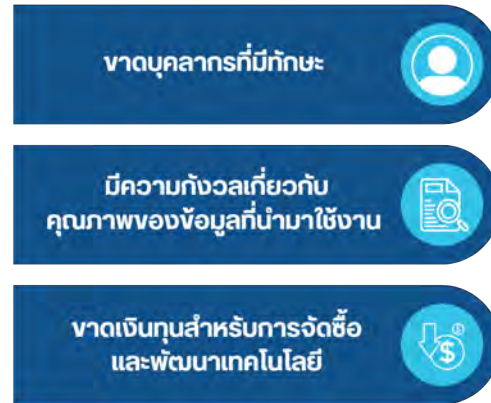 ขาดบุคลากรที่มีทักษะ
มีความกังวลเกี่ยวกับ
คุณภาพของข้อมูลที่นำมาใช้งาน
ขาดเงินทุนสำหรับการจัดซื้อ
และพัฒนาเทคโนโลยี
$